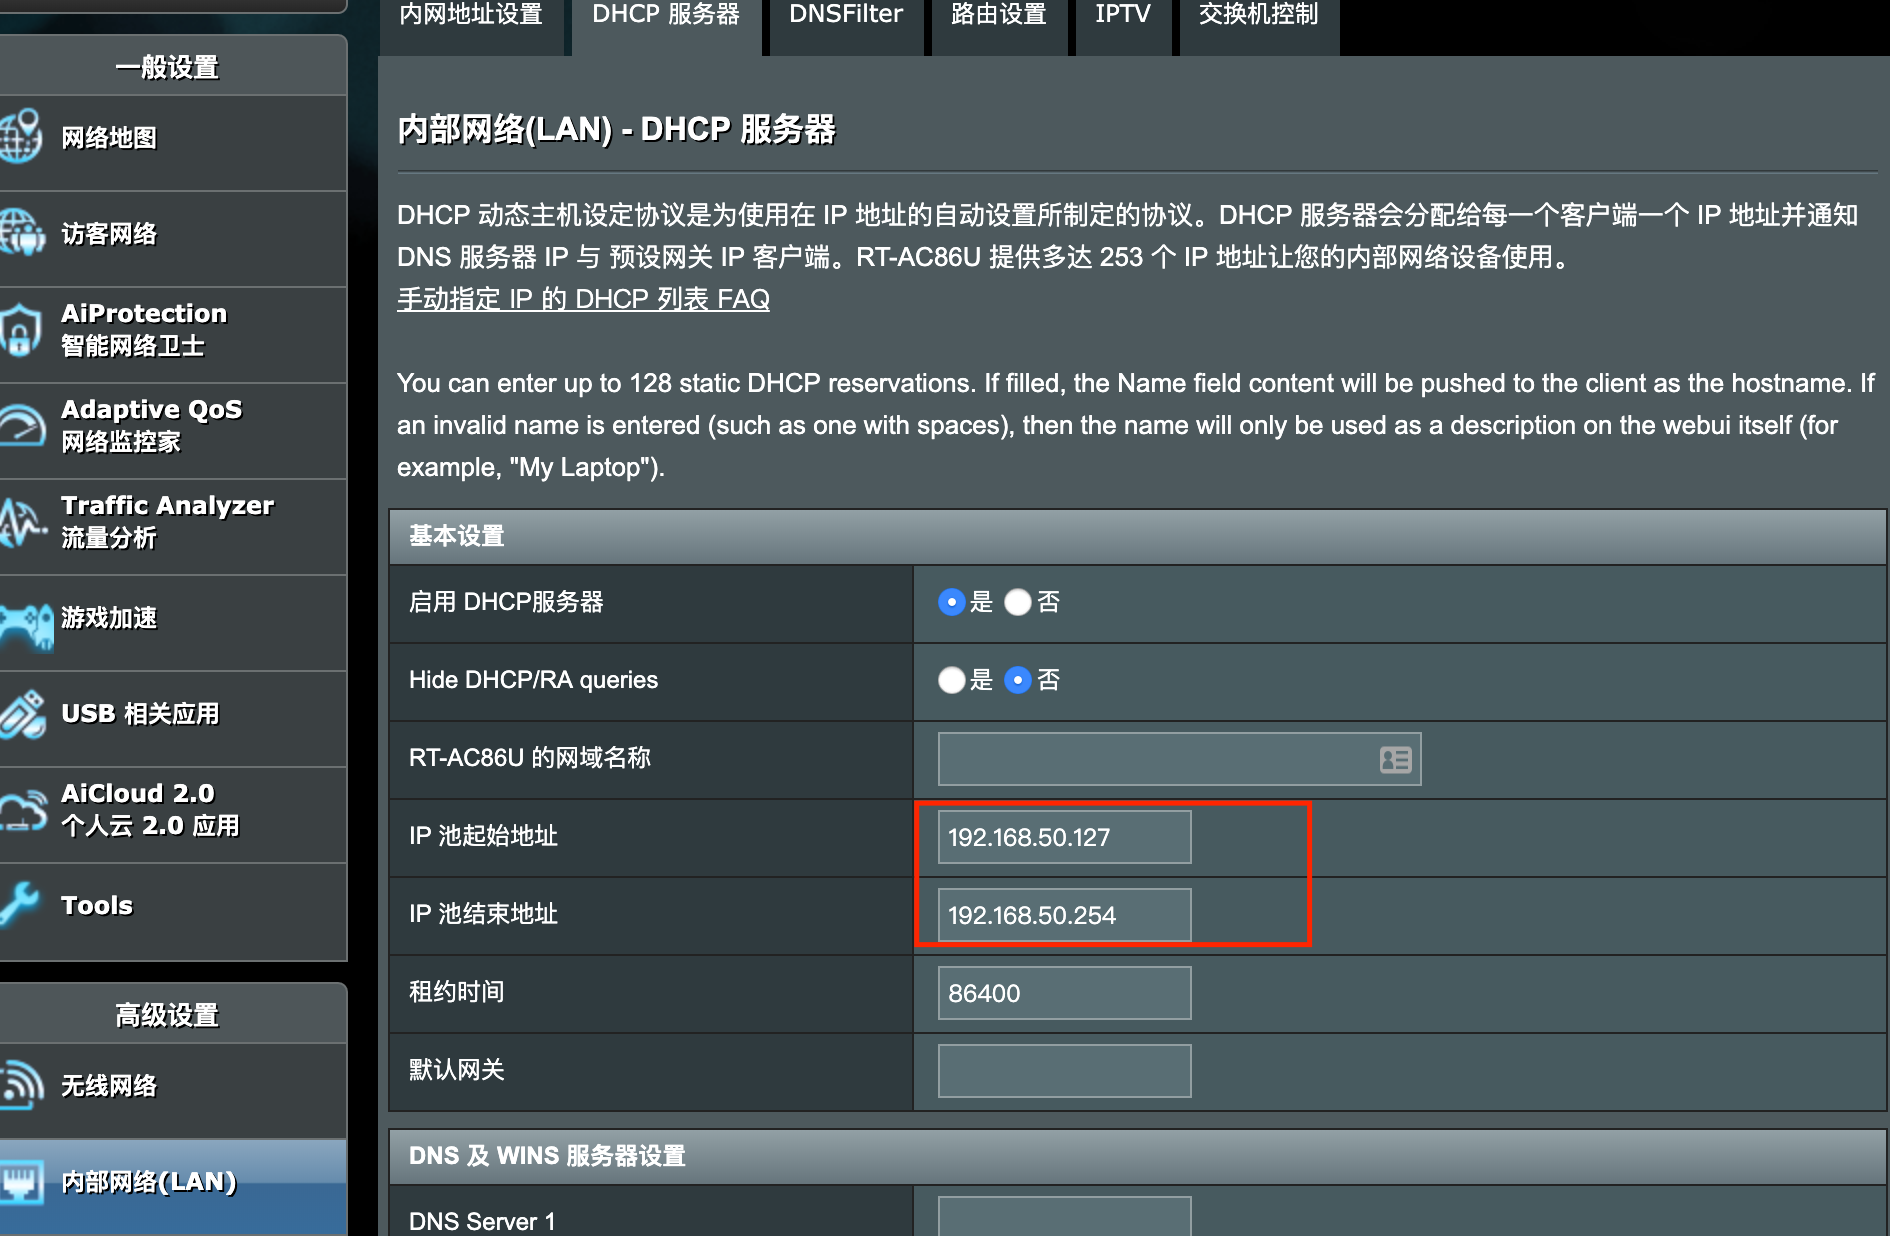 内网地址设置
DHCP 服务器
DNSFilter
路由设置
IPTV
交换机控制
一般设置
网络地图
访客网络
AiProtection
智能网络卫士
Adaptive QoS
网络监控家
Traffic Analyzer
流量分析
游戏加速
USB 相关应用
AiCloud 2.0
个人云 2.0 应用
Tools
高级设置
无线网络
内部网络(LAN)
内部网络(LAN) - DHCP 服务器
DHCP 动态主机设定协议是为使用在 IP 地址的自动设置所制定的协议。DHCP 服务器会分配给每一个客户端一个 IP 地址并通知
DNS 服务器 IP 与 预设网关 IP 客户端。RT-AC86U 提供多达 253 个 IP 地址让您的内部网络设备使用。
手动指定 IP 的 DHCP 列表 FAQ
You can enter up to 128 static DHCP reservations. If filled, the Name field content will be pushed to the client as the hostname. If
an invalid name is entered (such as one with spaces), then the name will only be used as a description on the webui itself (for
example, "My Laptop").
基本设置
启用 DHCP服务器 是 否
Hide DHCP/RA queries 是 否
RT-AC86U 的网域名称
IP 池起始地址 192.168.50.127
IP 池结束地址 192.168.50.254
租约时间 86400
默认网关
DNS 及 WINS 服务器设置
DNS Server 1